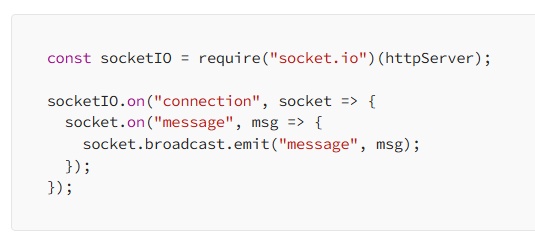 const socketIO = require("socket.io")(httpServer);
socketIO.on("connection", socket => {
  socket.on("message", msg => {
    socket.broadcast.emit("message", msg);
  });
});